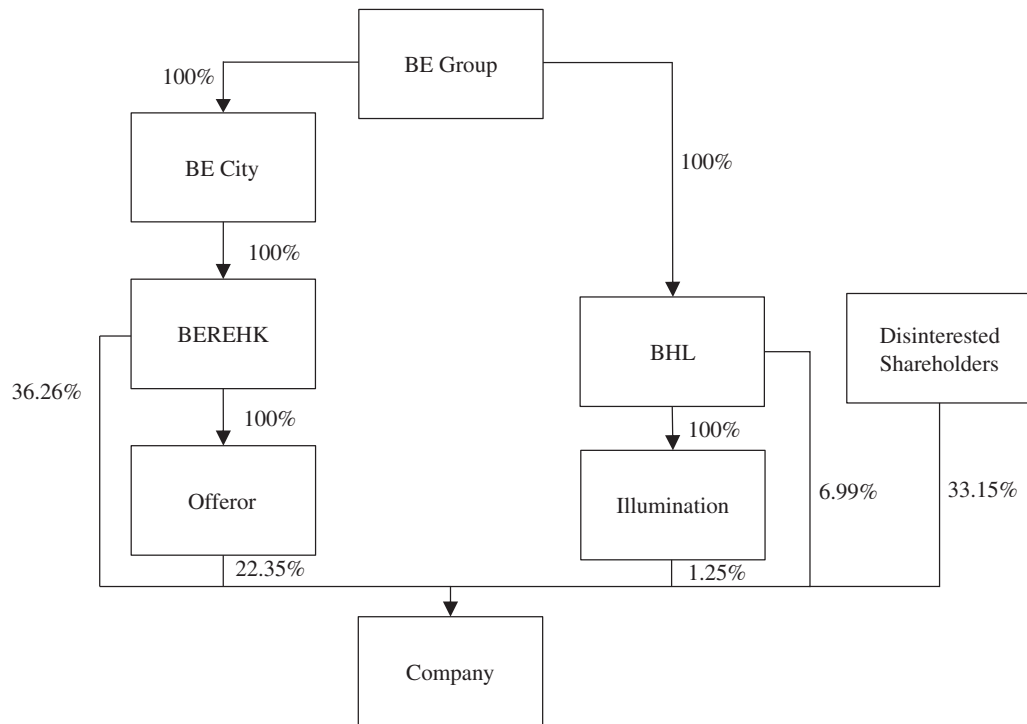 BE Group
100%
BE City
100%
100%
100%
BEREHK
BHL
Disinterested
Shareholders
36.26%
100%
100%
Offeror
Illumination
6.99%
33.15%
22.35%
1.25%
Company